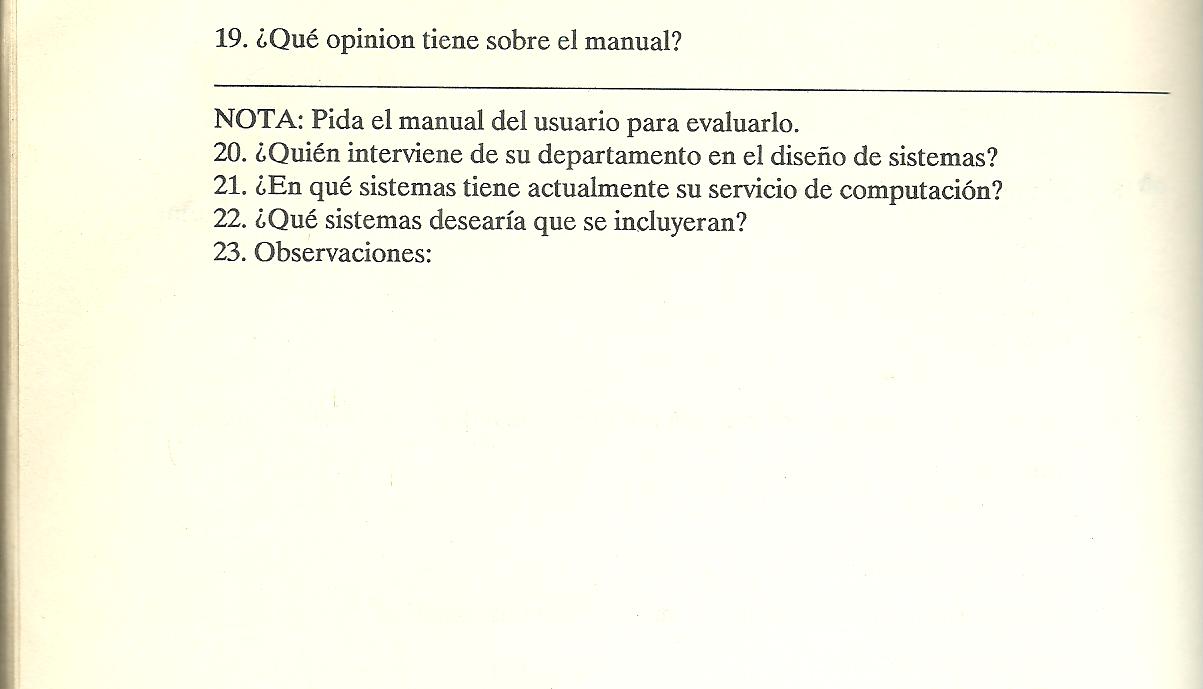 19. ¿Qué opinion tiene sobre el manual?
NOTA: Pida el manual del usuario para evaluarlo.
20. ¿Quién interviene de su departamento en el diseño de sistemas?
21. ¿En qué sistemas tiene actualmente su servicio de computación?
22. ¿Qué sistemas desearía que se incluyeran?
23. Observaciones: